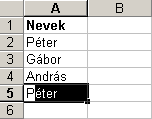 A B
1 Nevek
2 Péter
3 Gábor
4 András
5 Péter
6